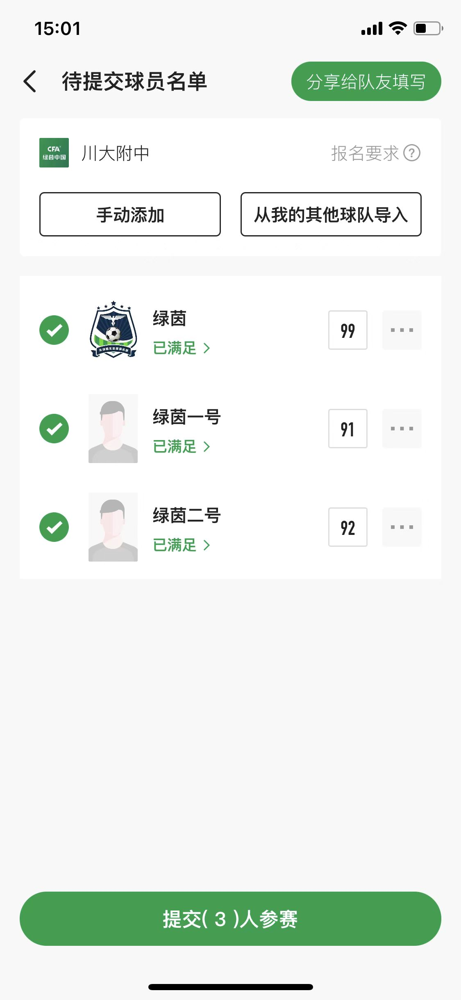 15:01
待提交球员名单
分享给队友填写
CFA
绿茵中国
川大附中
报名要求 ?
手动添加
从我的其他球队导入
绿茵
99
已满足 >
绿茵一号
91
已满足 >
绿茵二号
92
已满足 >
提交( 3 )人参赛